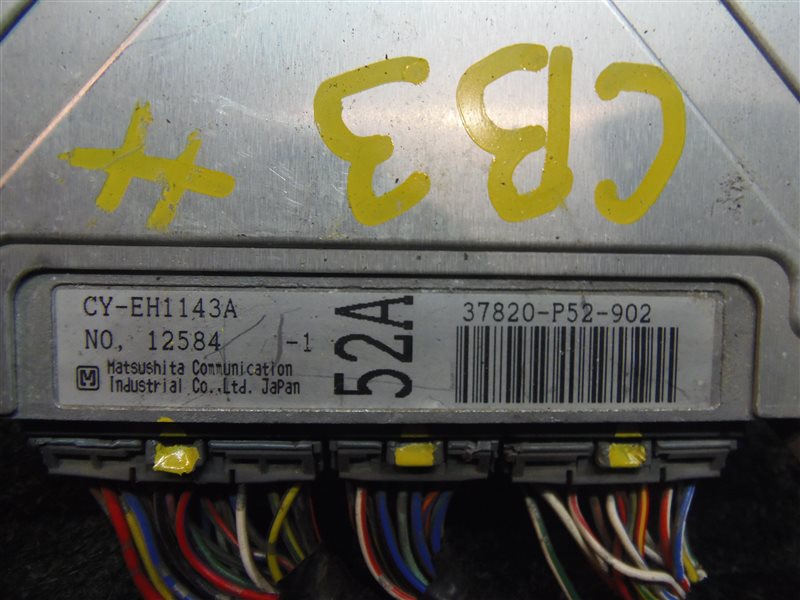 CB3 #
CY-EH1143A
NO, 12584 -1
Matsushita Communication
Industrial Co.,Ltd. JaPan
52A
37820-P52-902